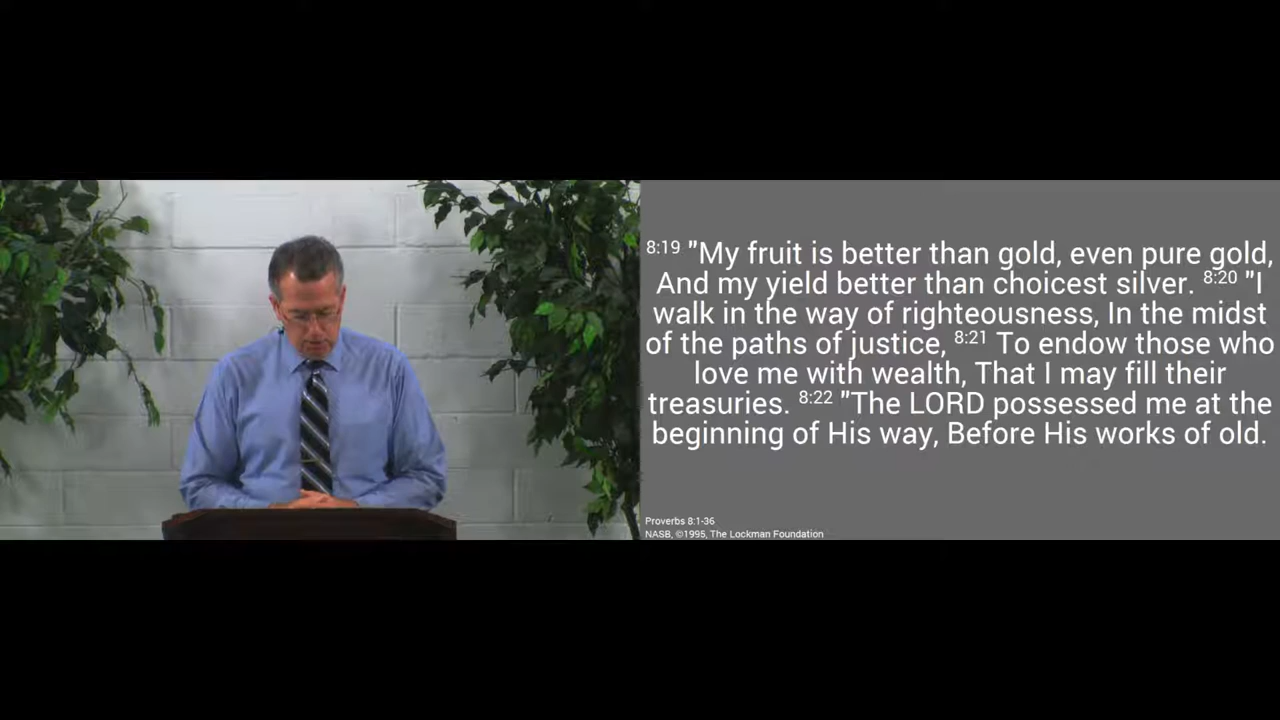 8:19 "My fruit is better than gold, even pure gold,
And my yield better than choicest silver. 8:20 "I
walk in the way of righteousness, In the midst
of the paths of justice, 8:21 To endow those who
love me with wealth, That I may fill their
treasuries. 8:22 "The LORD possessed me at the
beginning of His way, Before His works of old.
Proverbs 8:1-36
NASB, ©1995, The Lockman Foundation